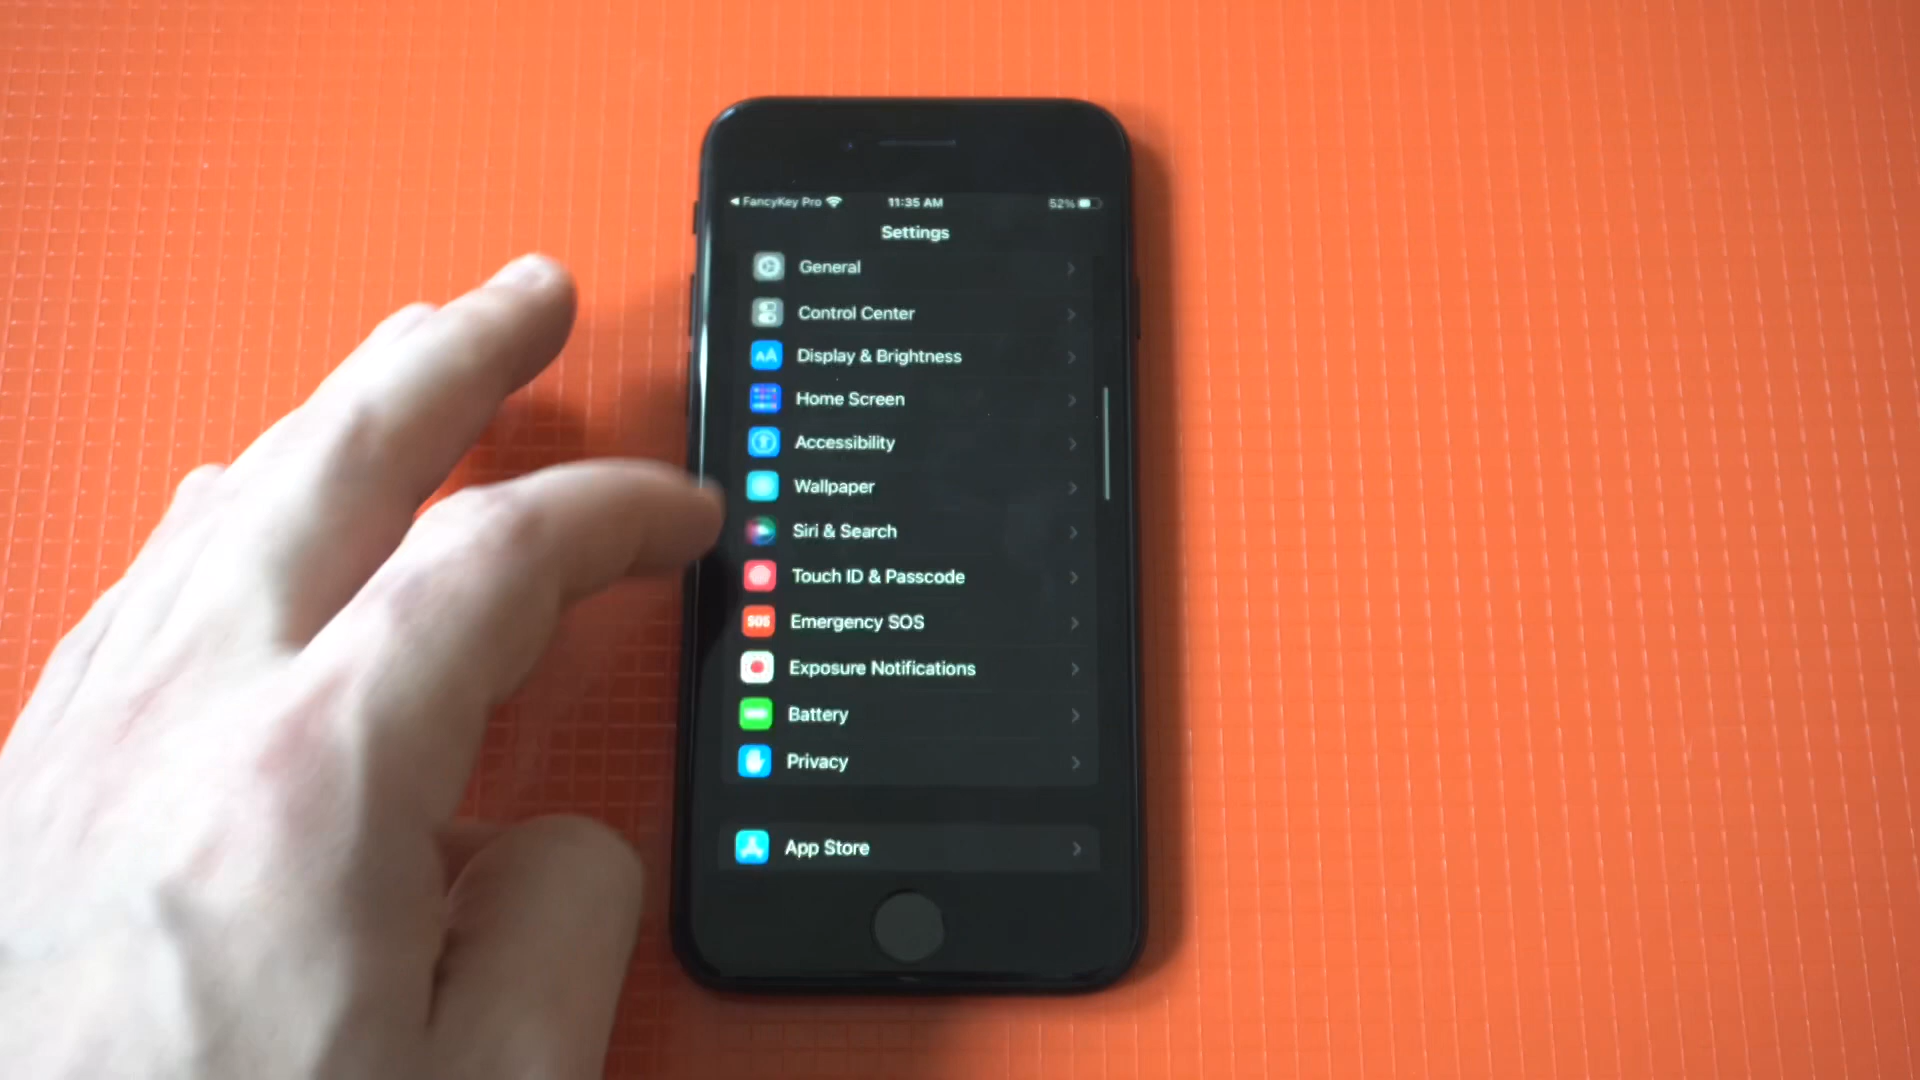 ◀ FancyKey Pro 11:35 AM 52%
Settings
General
Control Center
AA Display & Brightness
Home Screen
Accessibility
Wallpaper
Siri & Search
Touch ID & Passcode
SOS Emergency SOS
Exposure Notifications
Battery
Privacy
App Store